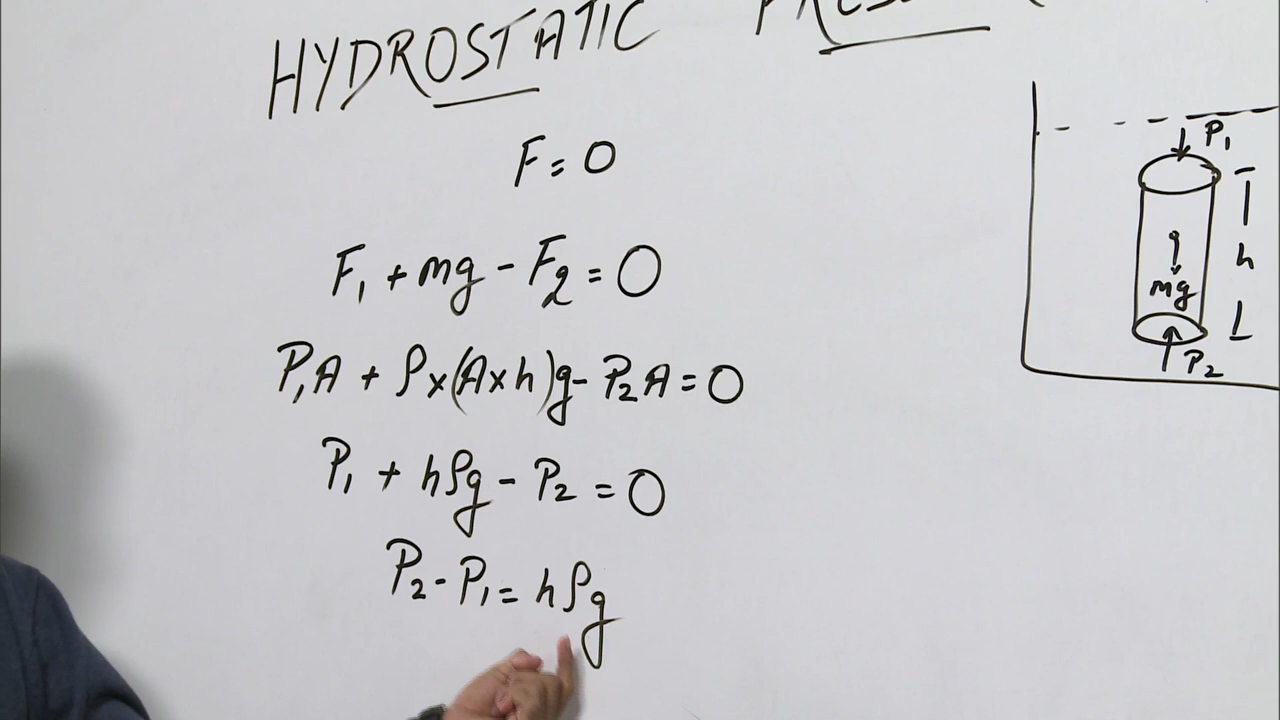 HYDROSTATIC
F = 0
F₁ + mg - F₂ = 0
P₁A + ρ×(A×h)g - P₂A = 0
P₁ + hρg - P₂ = 0
P₂ - P₁ = hρg
P₁
h
mg
P₂